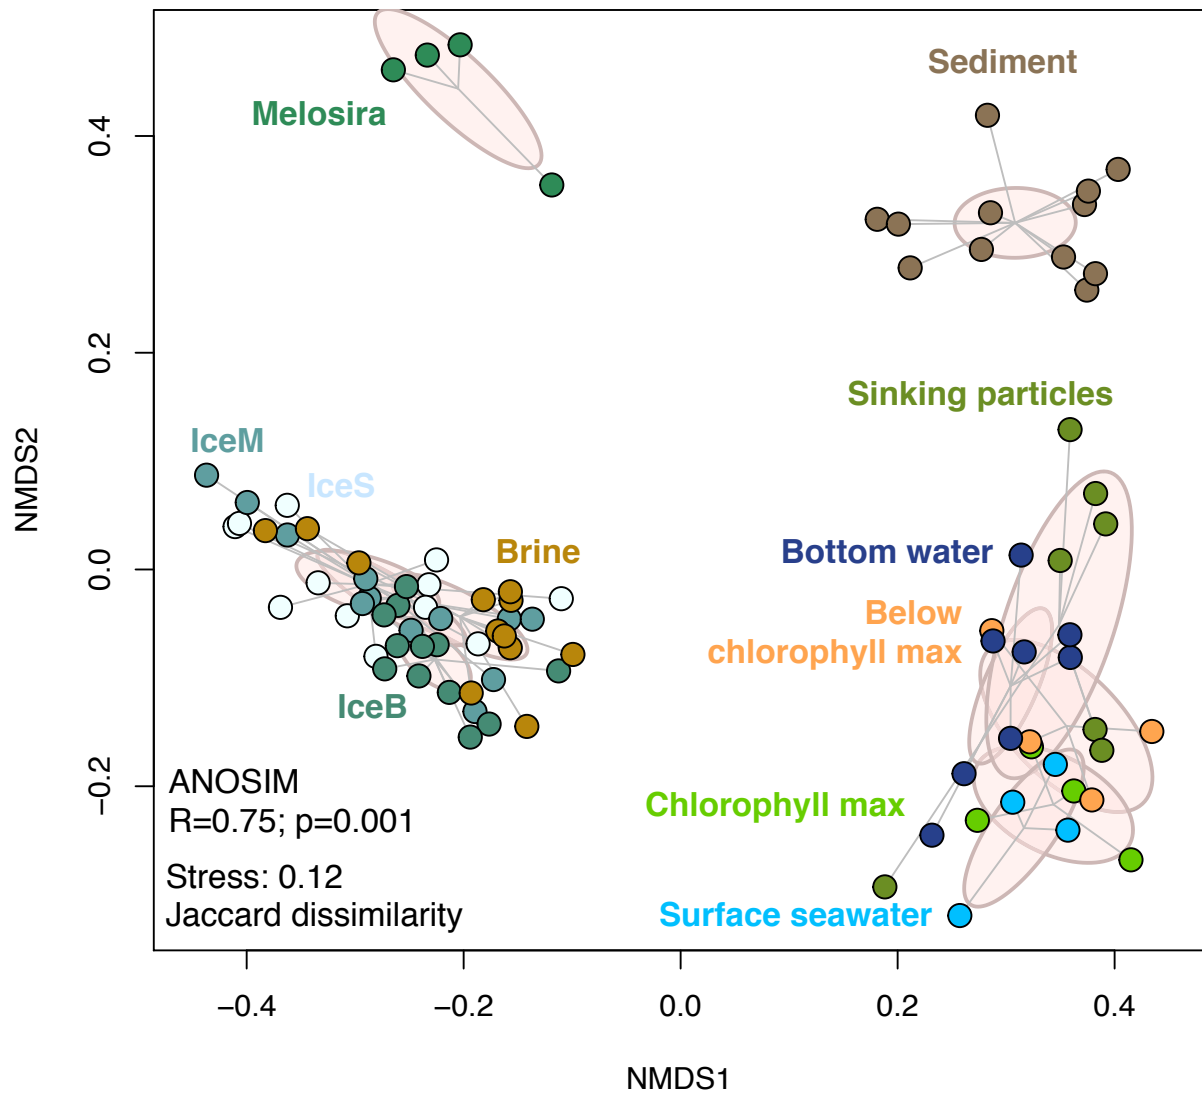 Sediment
Melosira
0.4
0.2
Sinking particles
IceM
IceS
NMDS2
Brine
Bottom water
0.0
Below
chlorophyll max
IceB
ANOSIM
−0.2
R=0.75; p=0.001
Chlorophyll max
Stress: 0.12
Jaccard dissimilarity
Surface seawater
−0.4
−0.2
0.0
0.2
0.4
NMDS1